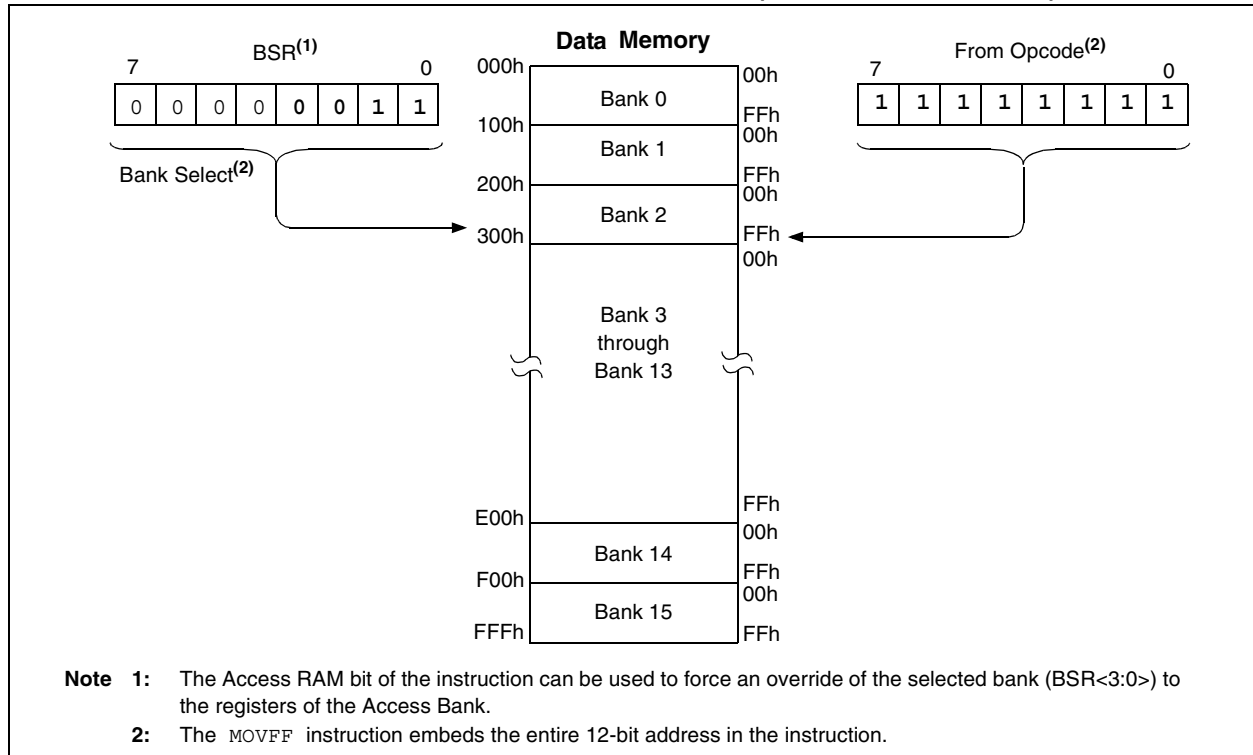 Data Memory
BSR(1)
7 0
0 0 0 0 0 0 1 1
Bank Select(2)
From Opcode(2)
7 0
1 1 1 1 1 1 1 1
000h
Bank 0
00h
FFh
100h
Bank 1
00h
FFh
200h
Bank 2
00h
FFh
300h
Bank 3
through
Bank 13
00h
FFh
E00h
Bank 14
00h
FFh
F00h
Bank 15
00h
FFFh
FFh
Note 1: The Access RAM bit of the instruction can be used to force an override of the selected bank (BSR<3:0>) to
the registers of the Access Bank.
2: The MOVFF instruction embeds the entire 12-bit address in the instruction.